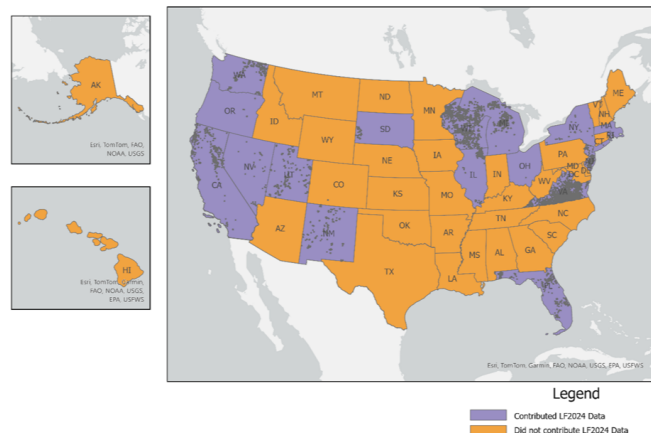 AK
Esri, TomTom, FAO,
NOAA, USGS
HI
Esri, TomTom, Garmin,
FAO, NOAA, USGS,
EPA, USFWS
WA
MT
ND
MN
ME
VT
NH
OR
ID
SD
NY
MA
RI
CT
WY
IA
PA
NE
NV
UT
IL
IN
OH
MD
DE
DC
WV
CA
CO
KS
MO
KY
VA
TN
NC
AZ
NM
OK
AR
SC
MS
AL
GA
TX
LA
Esri, TomTom, Garmin, FAO, NOAA, USGS, EPA, USFWS
Legend
Contributed LF2024 Data
Did not contribute LF2024 Data